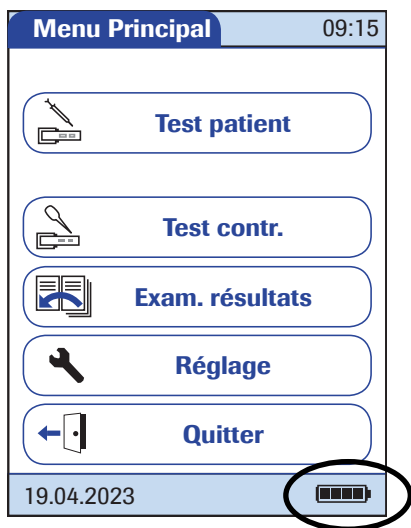 Menu Principal 09:15
Test patient
Test contr.
Exam. résultats
Réglage
Quitter
19.04.2023